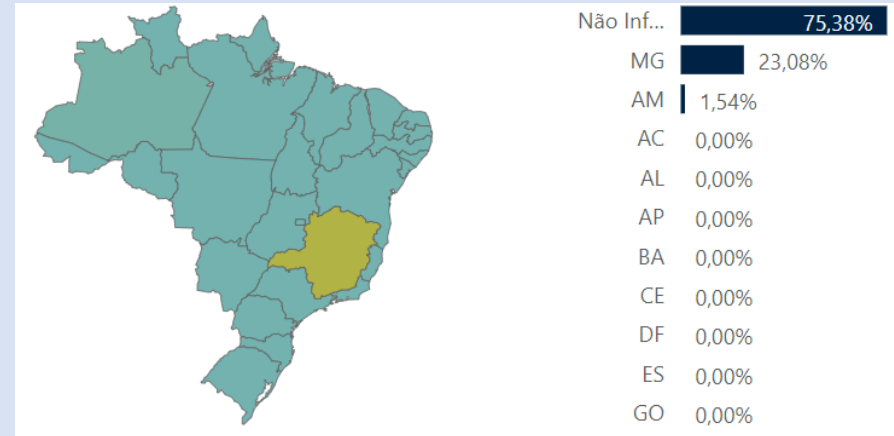 Não Inf... 75,38%
MG 23,08%
AM 1,54%
AC 0,00%
AL 0,00%
AP 0,00%
BA 0,00%
CE 0,00%
DF 0,00%
ES 0,00%
GO 0,00%